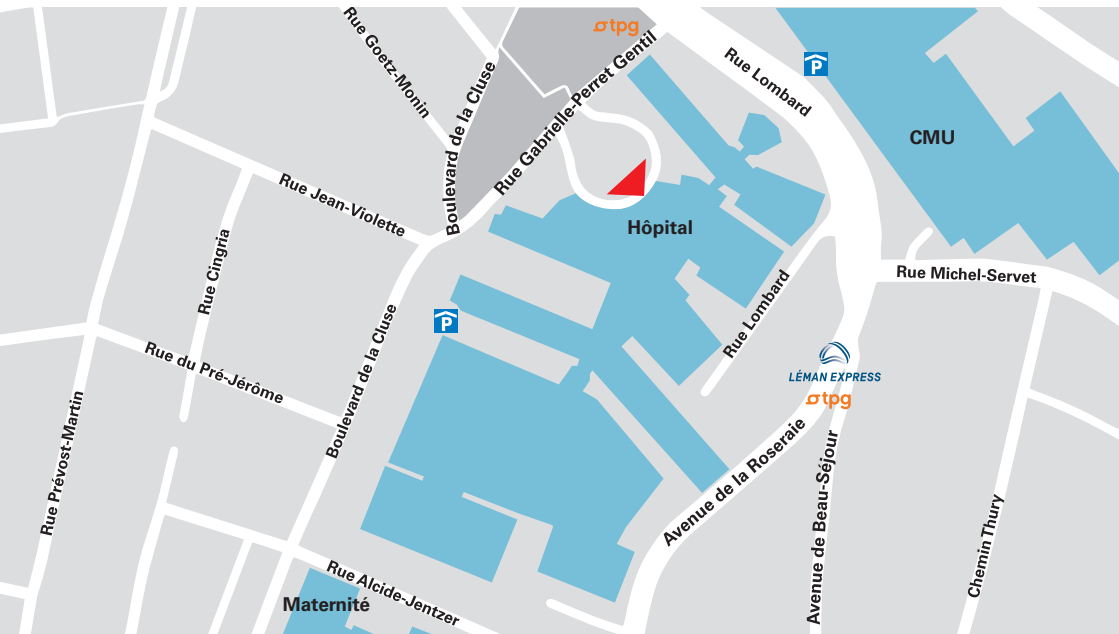 Rue Goetz-Monin
tpg
Boulevard de la Cluse
Rue Gabrielle-Perret Gentil
Rue Lombard
P
CMU
Rue Jean-Violette
Hôpital
Rue Cingria
Rue Michel-Servet
Rue Lombard
P
Boulevard de la Cluse
Rue du Pré-Jérôme
LÉMAN EXPRESS
tpg
Rue Prévost-Martin
Avenue de la Roseraie
Avenue de Beau-Séjour
Chemin Thury
Rue Alcide-Jentzer
Maternité